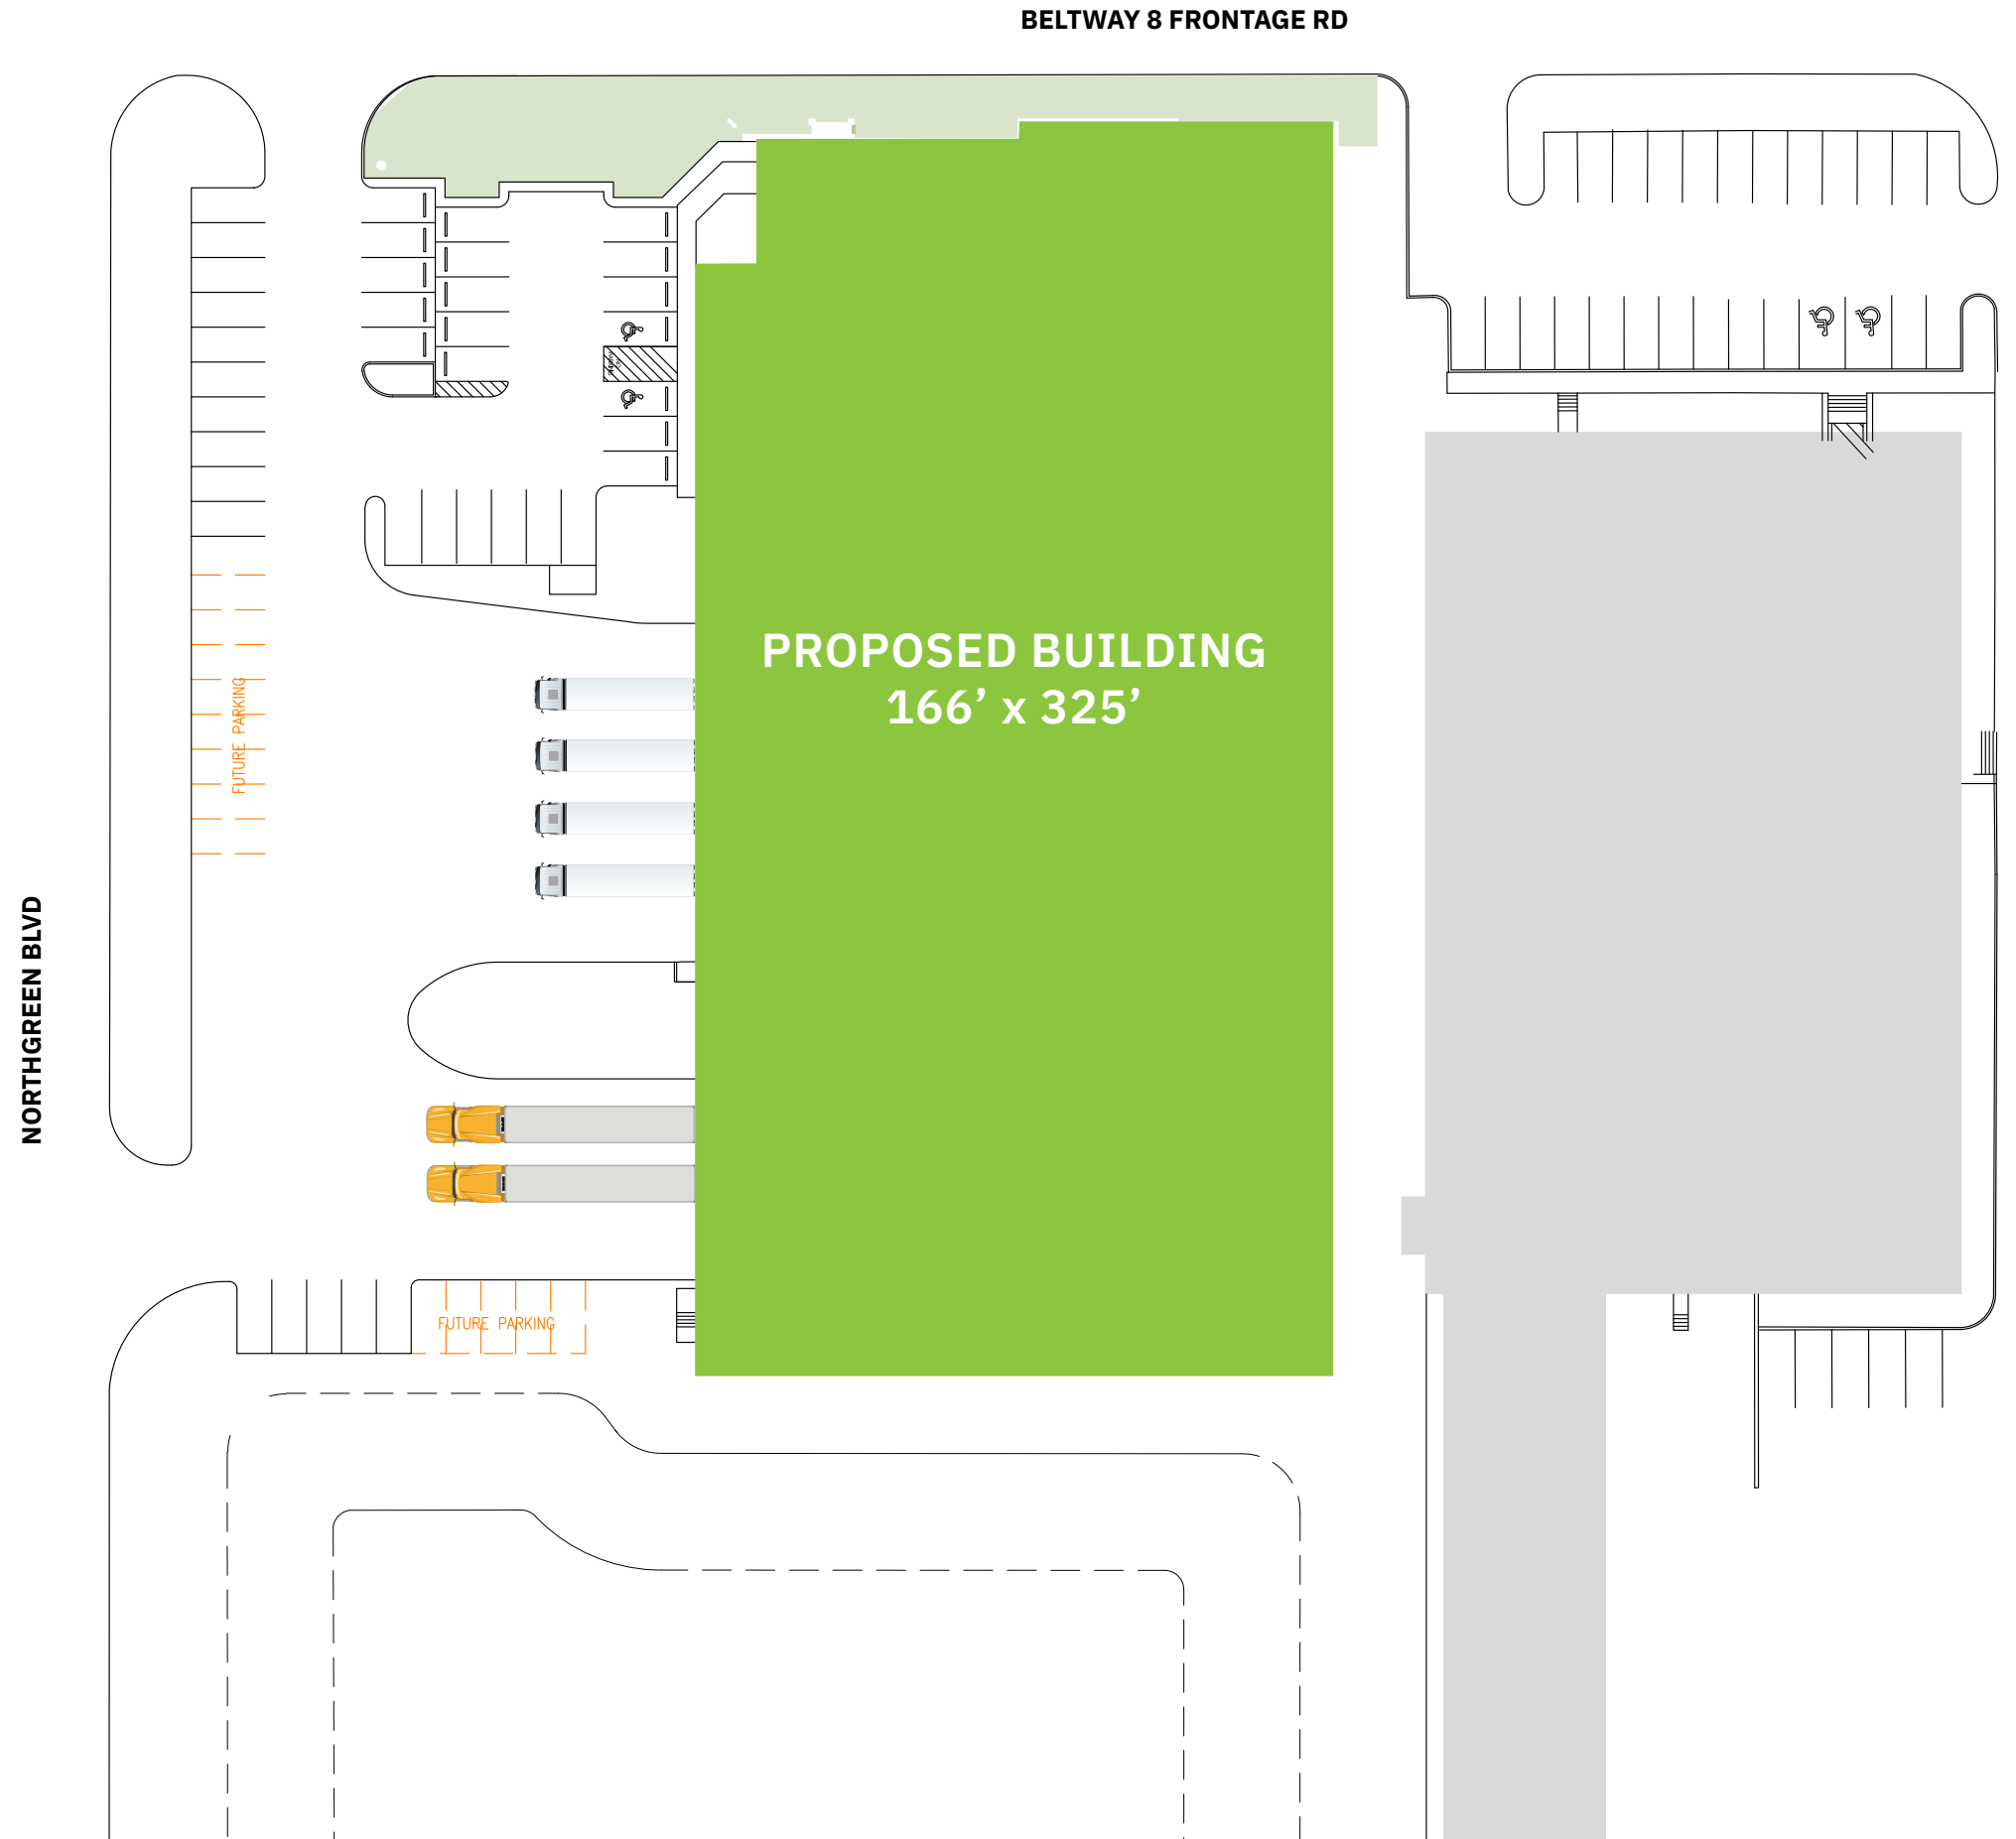 BELTWAY 8 FRONTAGE RD
PROPOSED BUILDING
166’ x 325’
FUTURE PARKING
NORTHGREEN BLVD
FUTURE PARKING